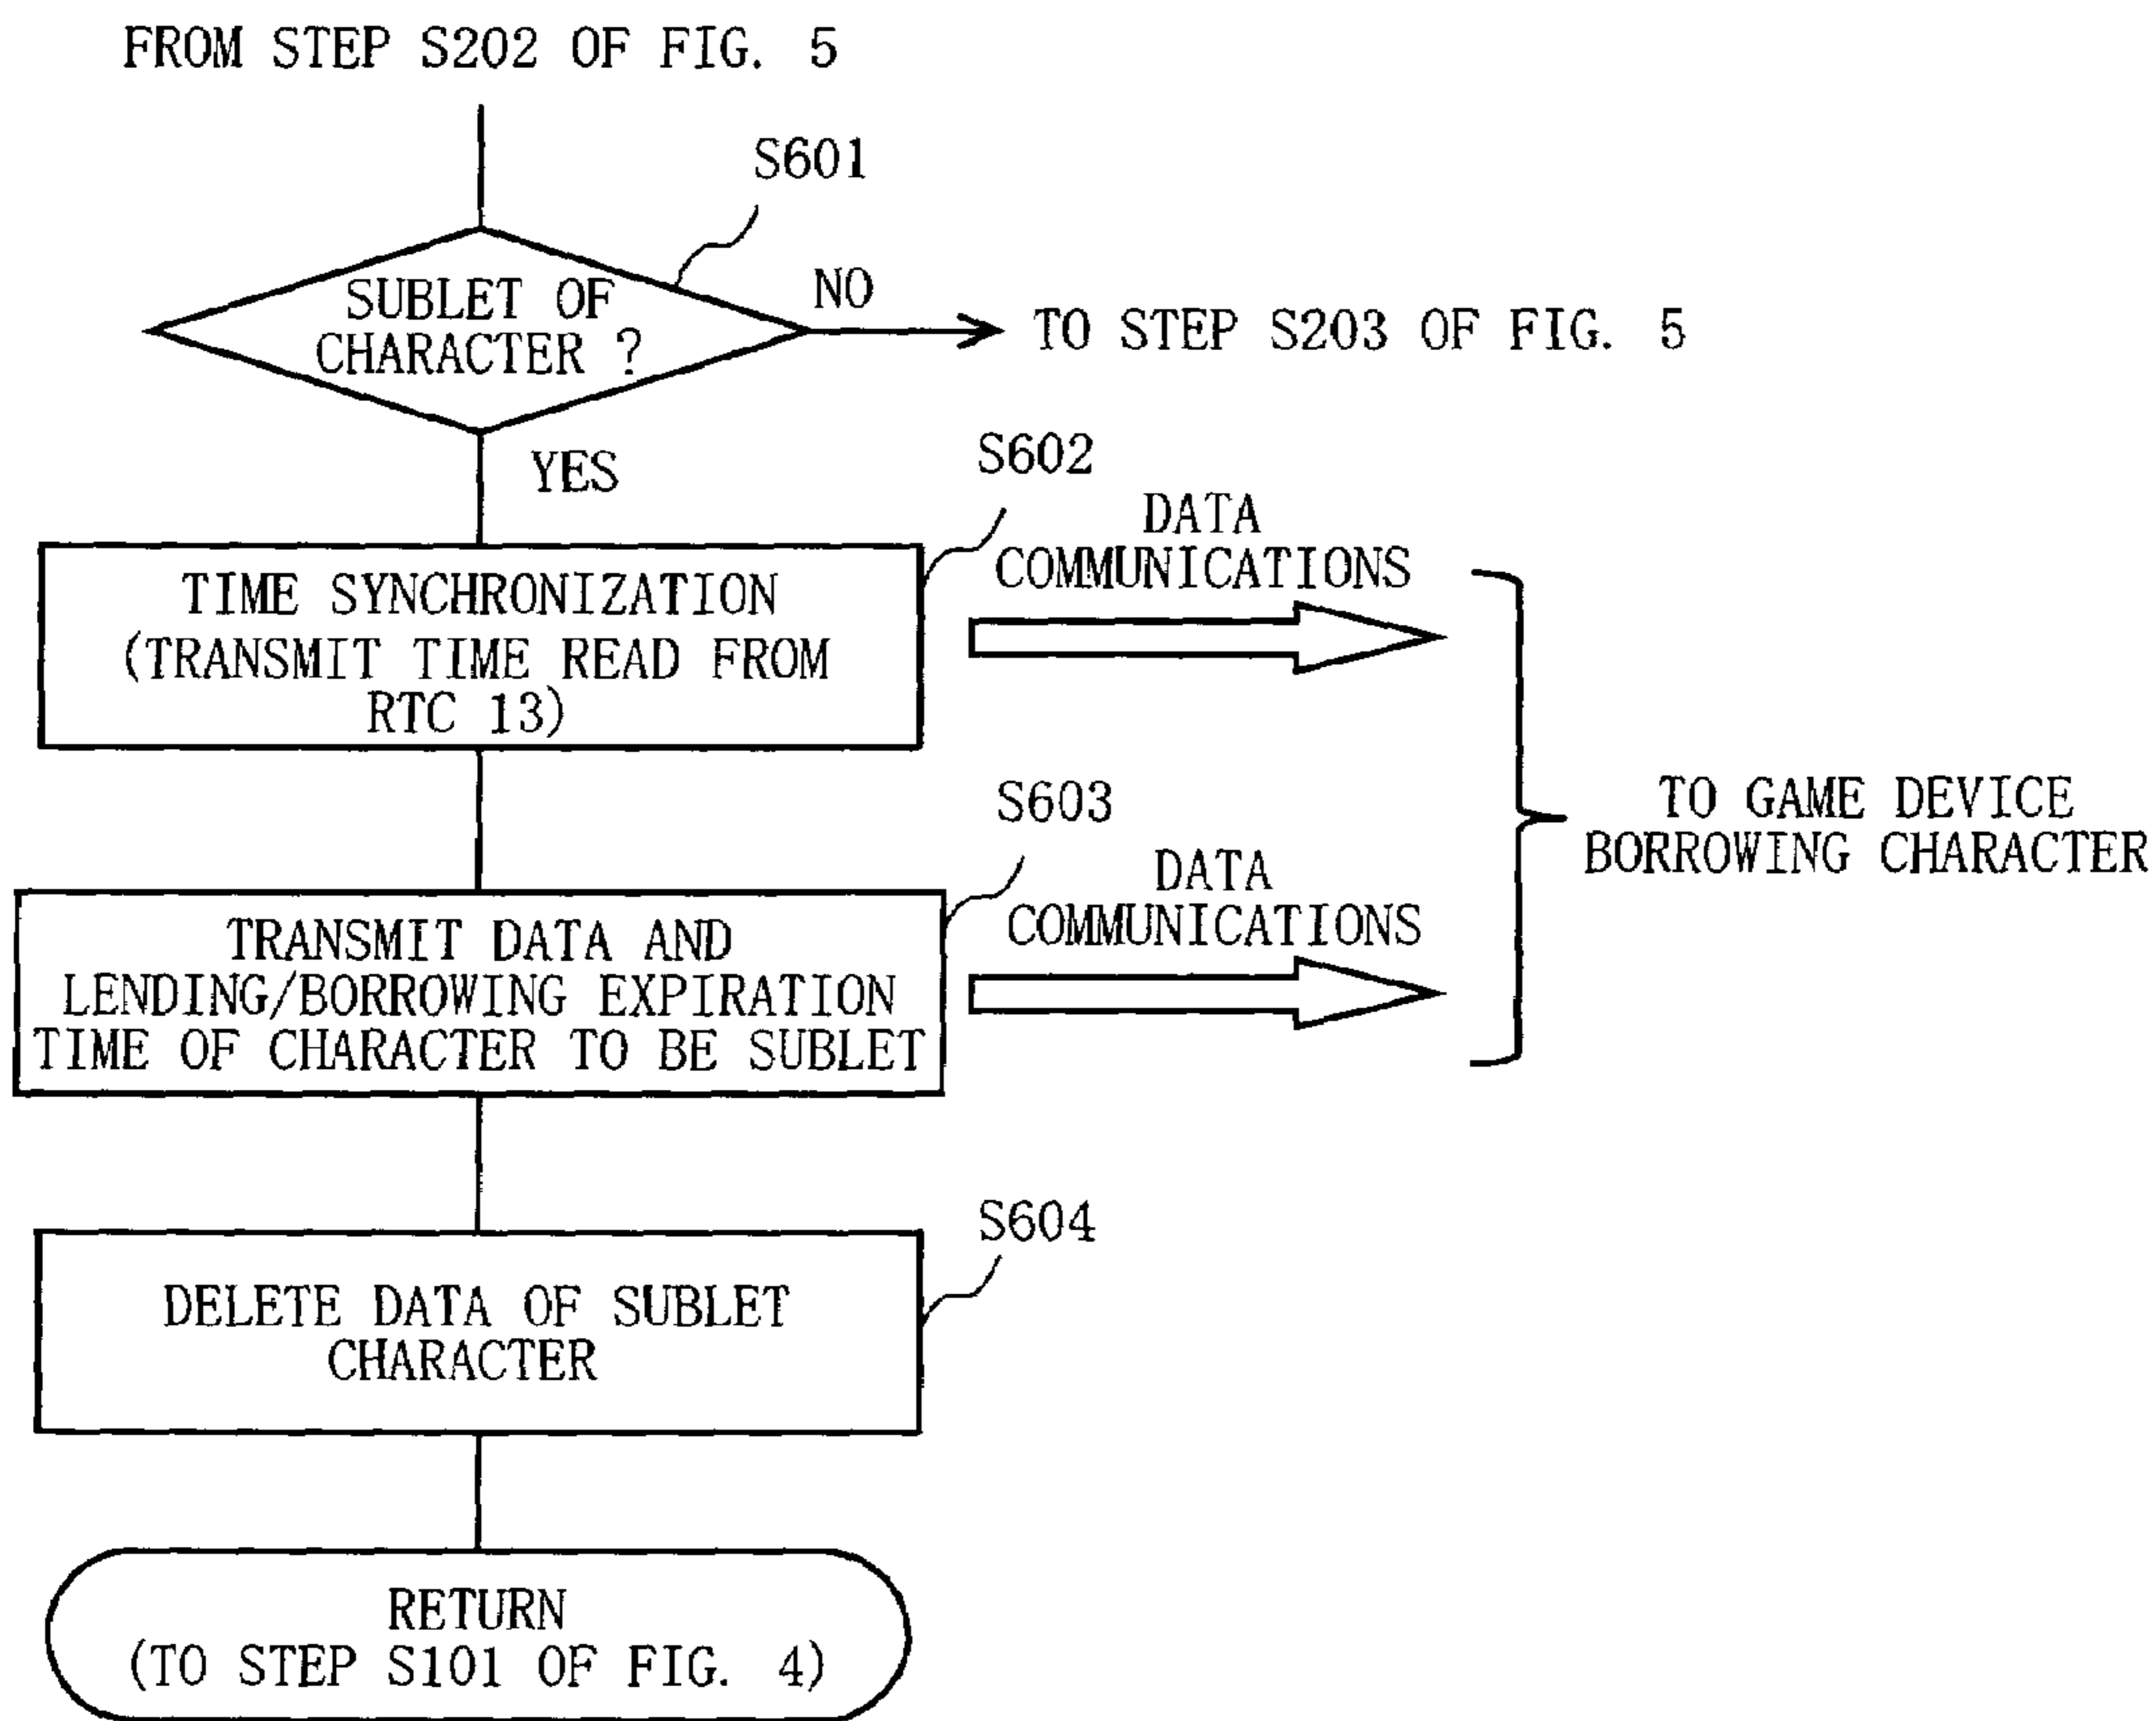 FROM STEP S202 OF FIG. 5
S601
SUBLET OF
CHARACTER ?
NO
TO STEP S203 OF FIG. 5
YES
S602
DATA
COMMUNICATIONS
TIME SYNCHRONIZATION
(TRANSMIT TIME READ FROM
RTC 13)
TO GAME DEVICE
BORROWING CHARACTER
S603
DATA
COMMUNICATIONS
TRANSMIT DATA AND
LENDING/BORROWING EXPIRATION
TIME OF CHARACTER TO BE SUBLET
S604
DELETE DATA OF SUBLET
CHARACTER
RETURN
(TO STEP S101 OF FIG. 4)